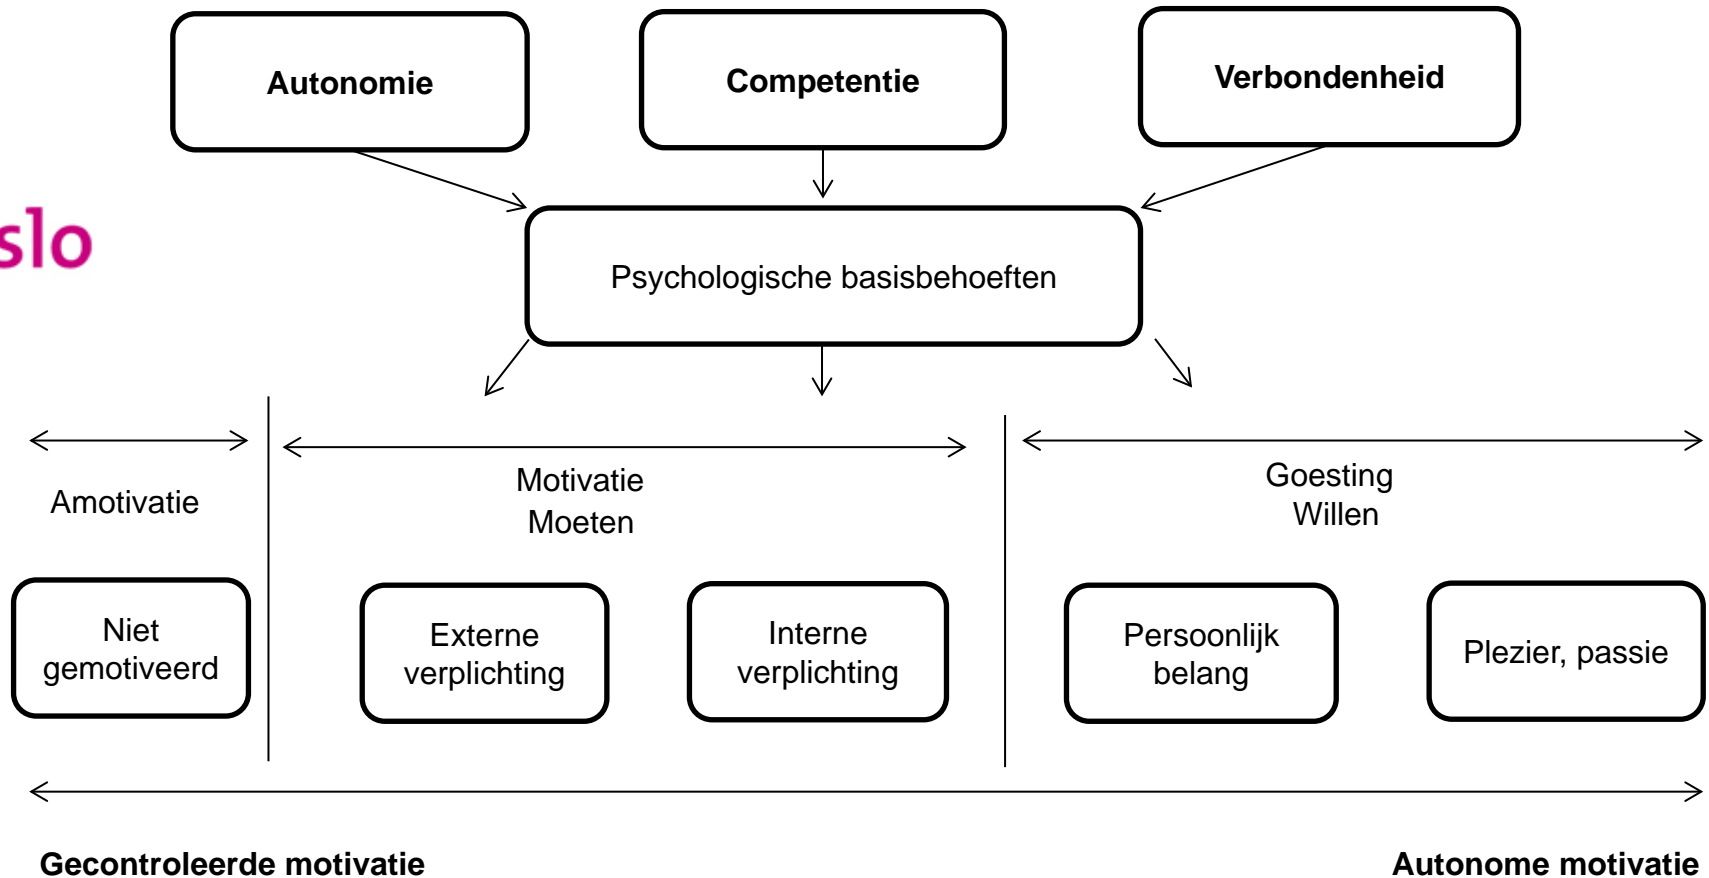 Autonomie
Competentie
Verbondenheid
slo
Psychologische basisbehoeften
Amotivatie
Motivatie
Moeten
Goesting
Willen
Niet
gemotiveerd
Externe
verplichting
Interne
verplichting
Persoonlijk
belang
Plezier, passie
Gecontroleerde motivatie
Autonome motivatie